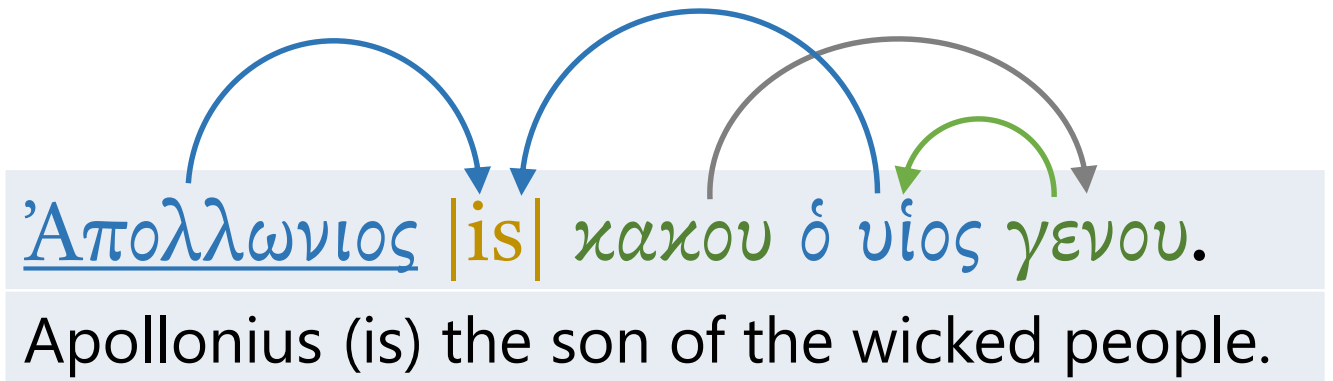 Ἀπολλωνιος |is| κακου ὁ υἱος γενου.
Apollonius (is) the son of the wicked people.